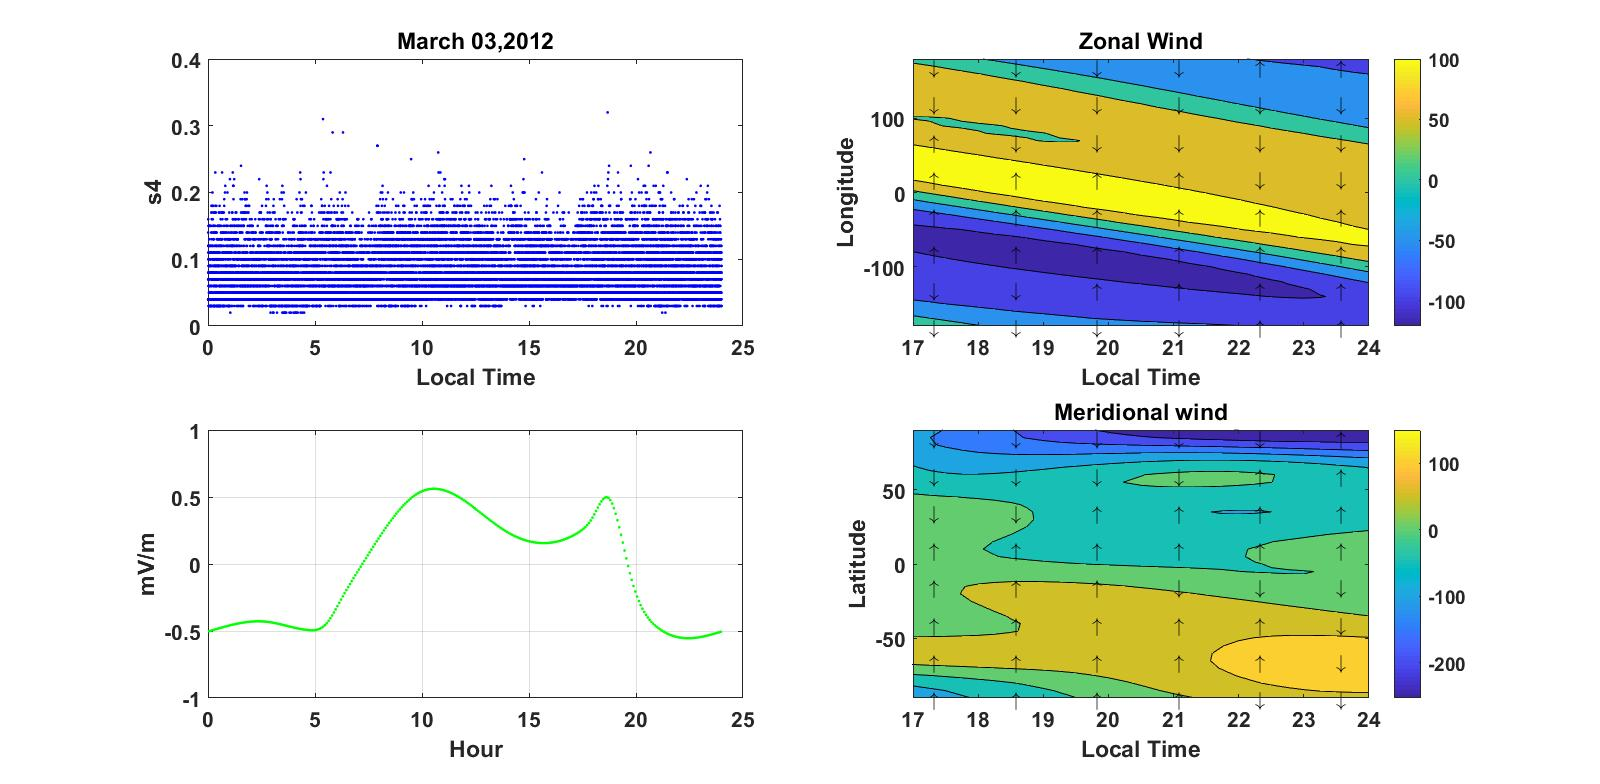 March 03,2012
0.4
0.3
0.2
0.1
0
s4
0 5 10 15 20 25
Local Time
Zonal Wind
100
0
-100
Longitude
17 18 19 20 21 22 23 24
Local Time
100
50
0
-50
-100
1
0.5
0
-0.5
-1
mV/m
0 5 10 15 20 25
Hour
Meridional wind
50
0
-50
Latitude
17 18 19 20 21 22 23 24
Local Time
100
0
-100
-200